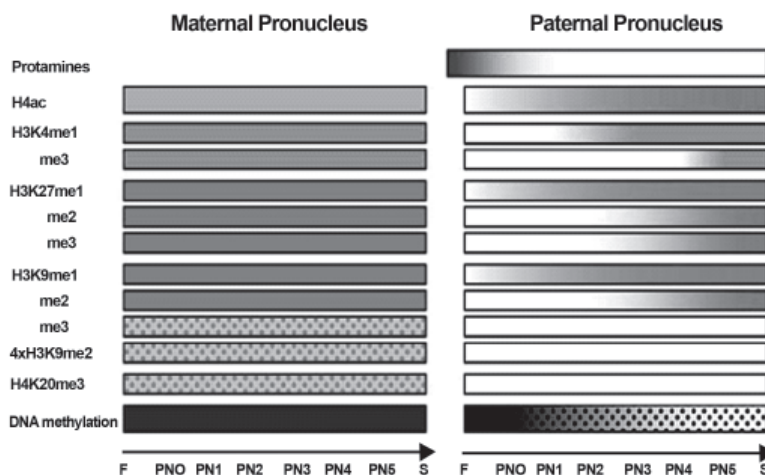 Maternal Pronucleus Paternal Pronucleus
Protamines
H4ac
H3K4me1
me3
H3K27me1
me2
me3
H3K9me1
me2
me3
4xH3K9me2
H4K20me3
DNA methylation
F PNO PN1 PN2 PN3 PN4 PN5 S F PNO PN1 PN2 PN3 PN4 PN5 S